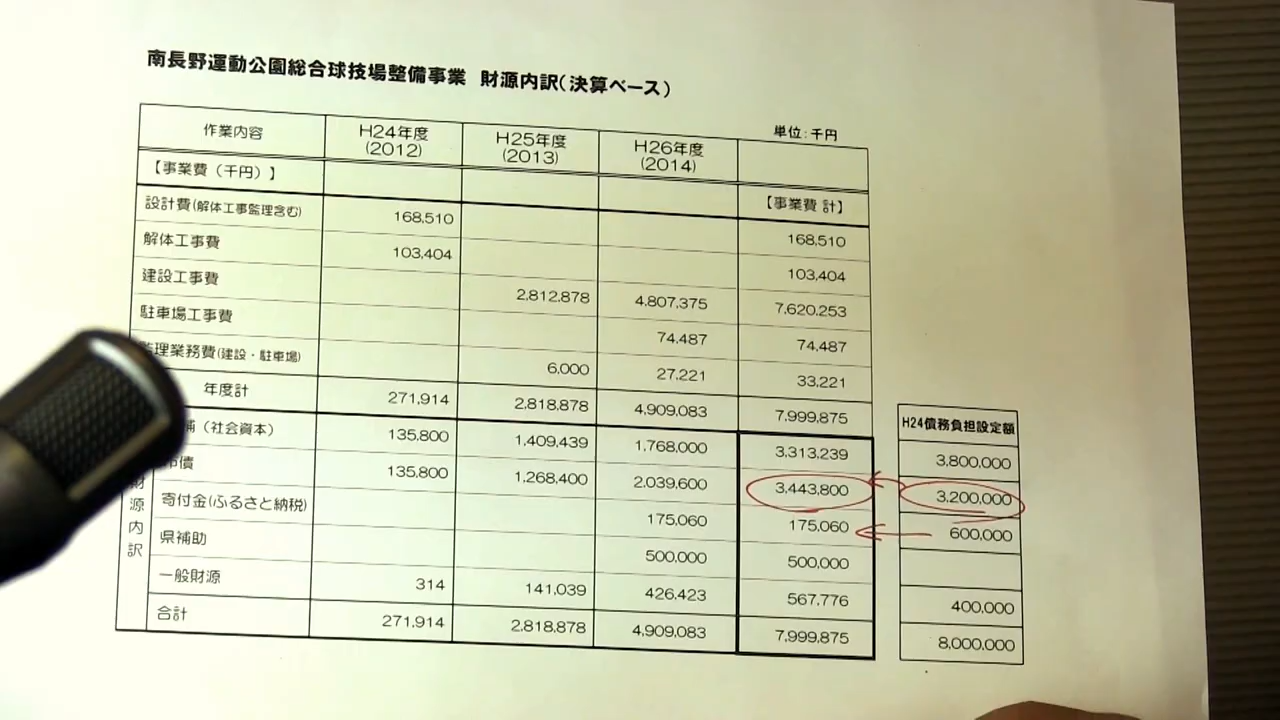 南長野運動公園総合球技場整備事業 財源内訳(決算ベース)
単位:千円
作業内容 H24年度(2012) H25年度(2013) H26年度(2014)
【事業費(千円)】 【事業費 計】
設計費(解体工事監理含む) 168,510 168,510
解体工事費 103,404 103,404
建設工事費 2,812,878 4,807,375 7,620,253
駐車場工事費 74,487 74,487
監理業務費(建設・駐車場) 6,000 27,221 33,221
年度計 271,914 2,818,878 4,909,083 7,999,875
H24債務負担設定額
補(社会資本) 135,800 1,409,439 1,768,000 3,313,239 3,800,000
市債 135,800 1,268,400 2,039,600 3,443,800 3,200,000
寄付金(ふるさと納税) 175,060 175,060 600,000
県補助 500,000 500,000
一般財源 314 141,039 426,423 567,776 400,000
合計 271,914 2,818,878 4,909,083 7,999,875 8,000,000
財源内訳